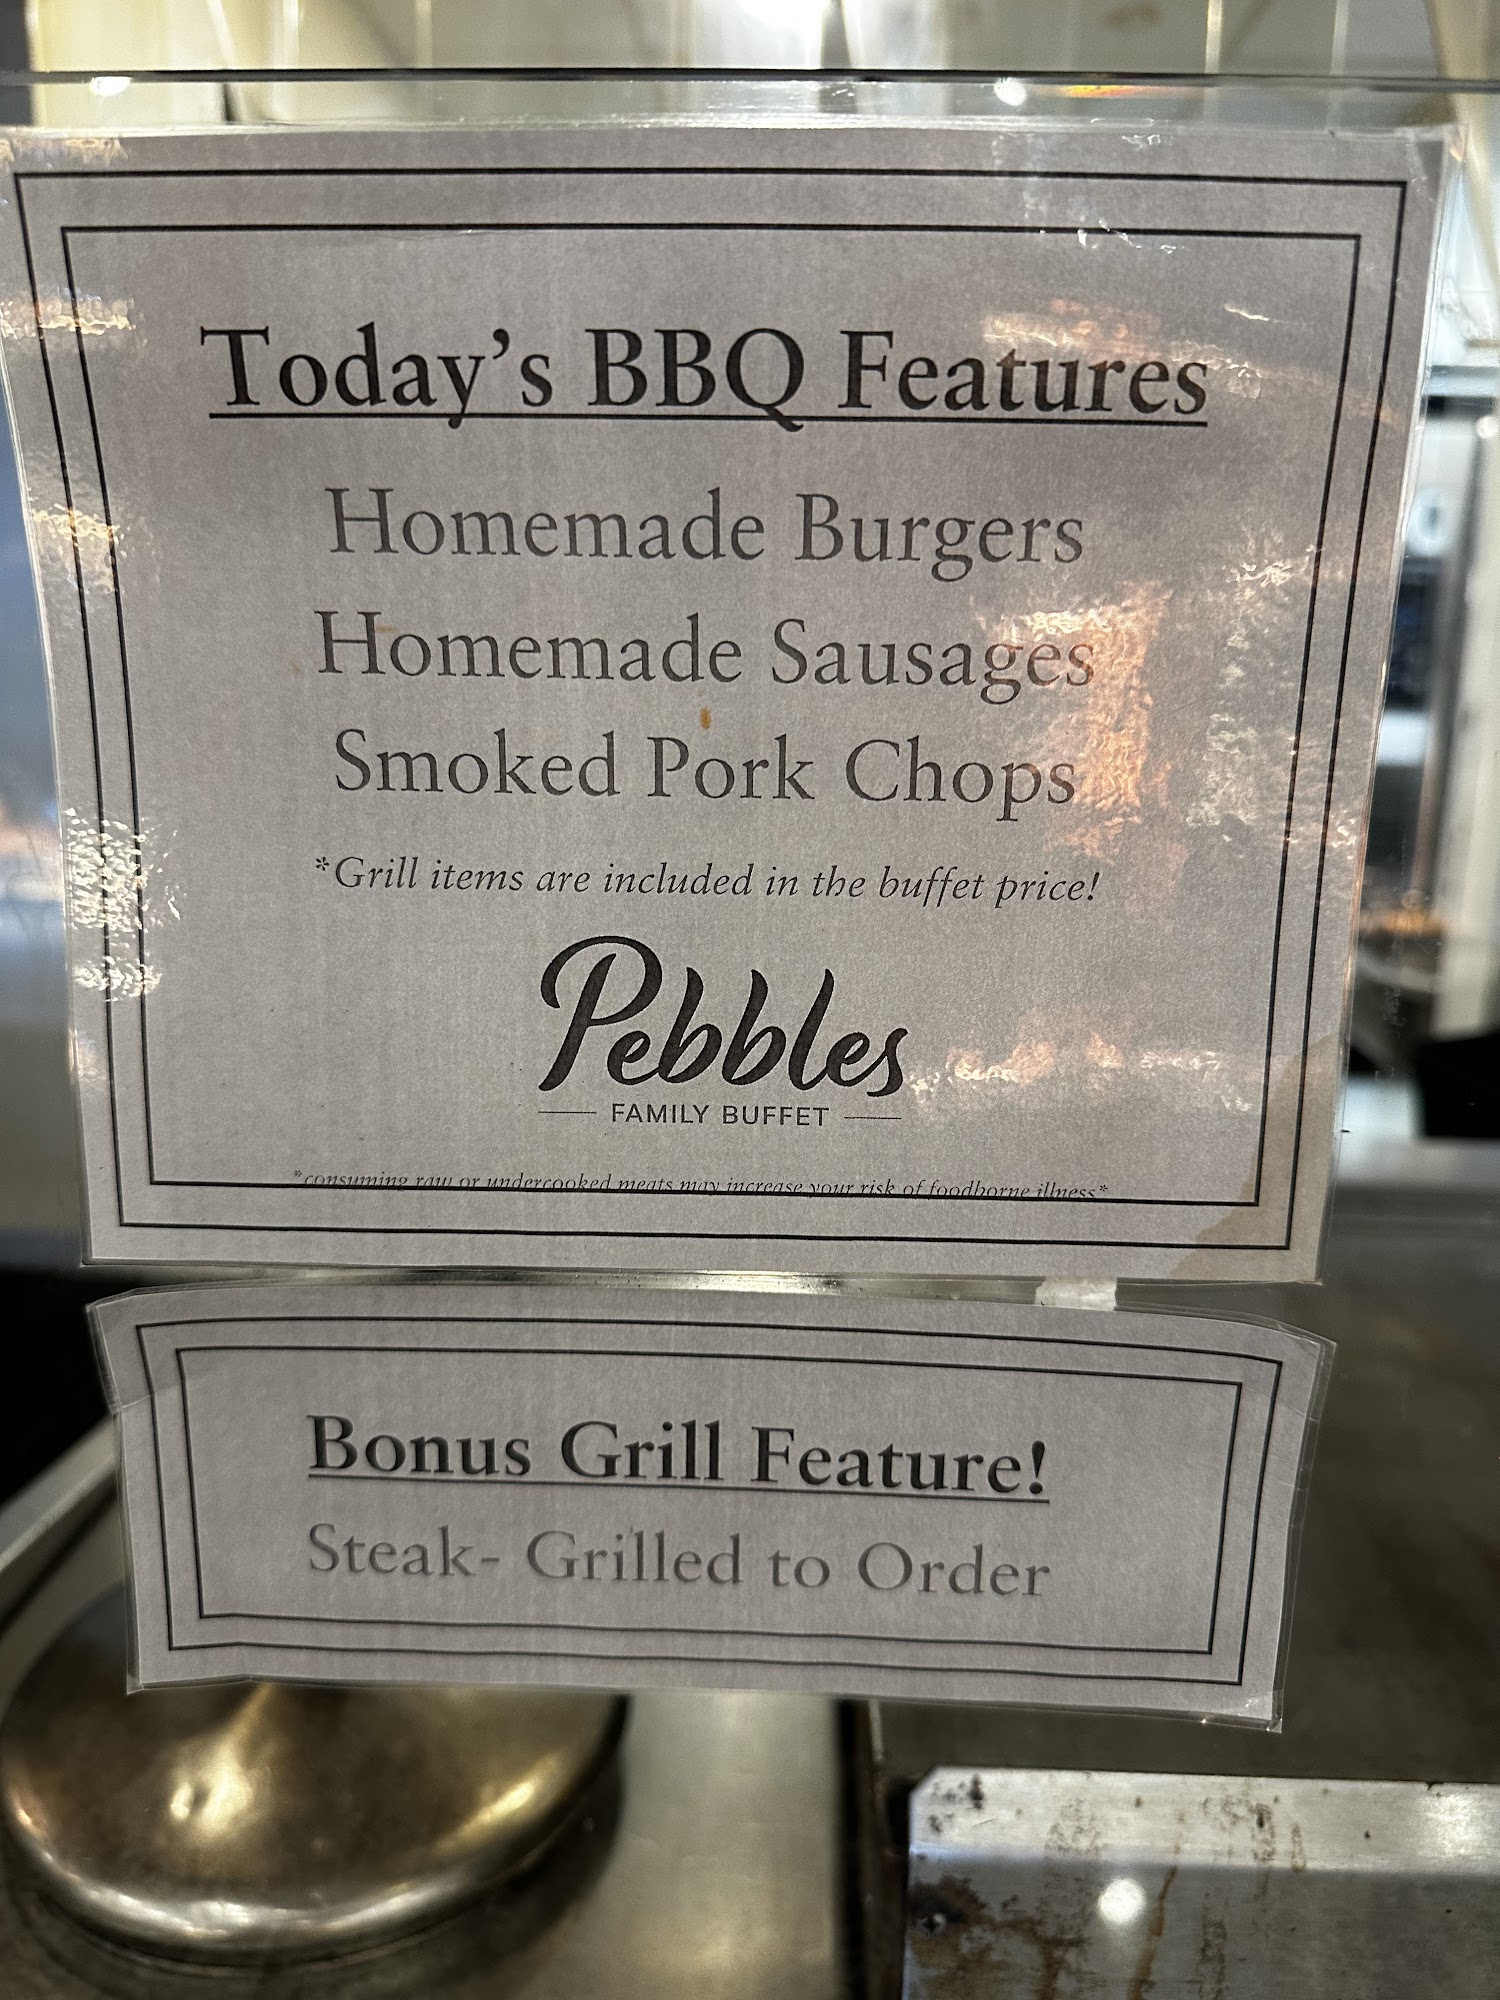 Today's BBQ Features
Homemade Burgers
Homemade Sausages
Smoked Pork Chops
*Grill items are included in the buffet price!
Pebbles
FAMILY BUFFET
*consuming raw or undercooked meats may increase your risk of foodborne illness*
Bonus Grill Feature!
Steak- Grilled to Order